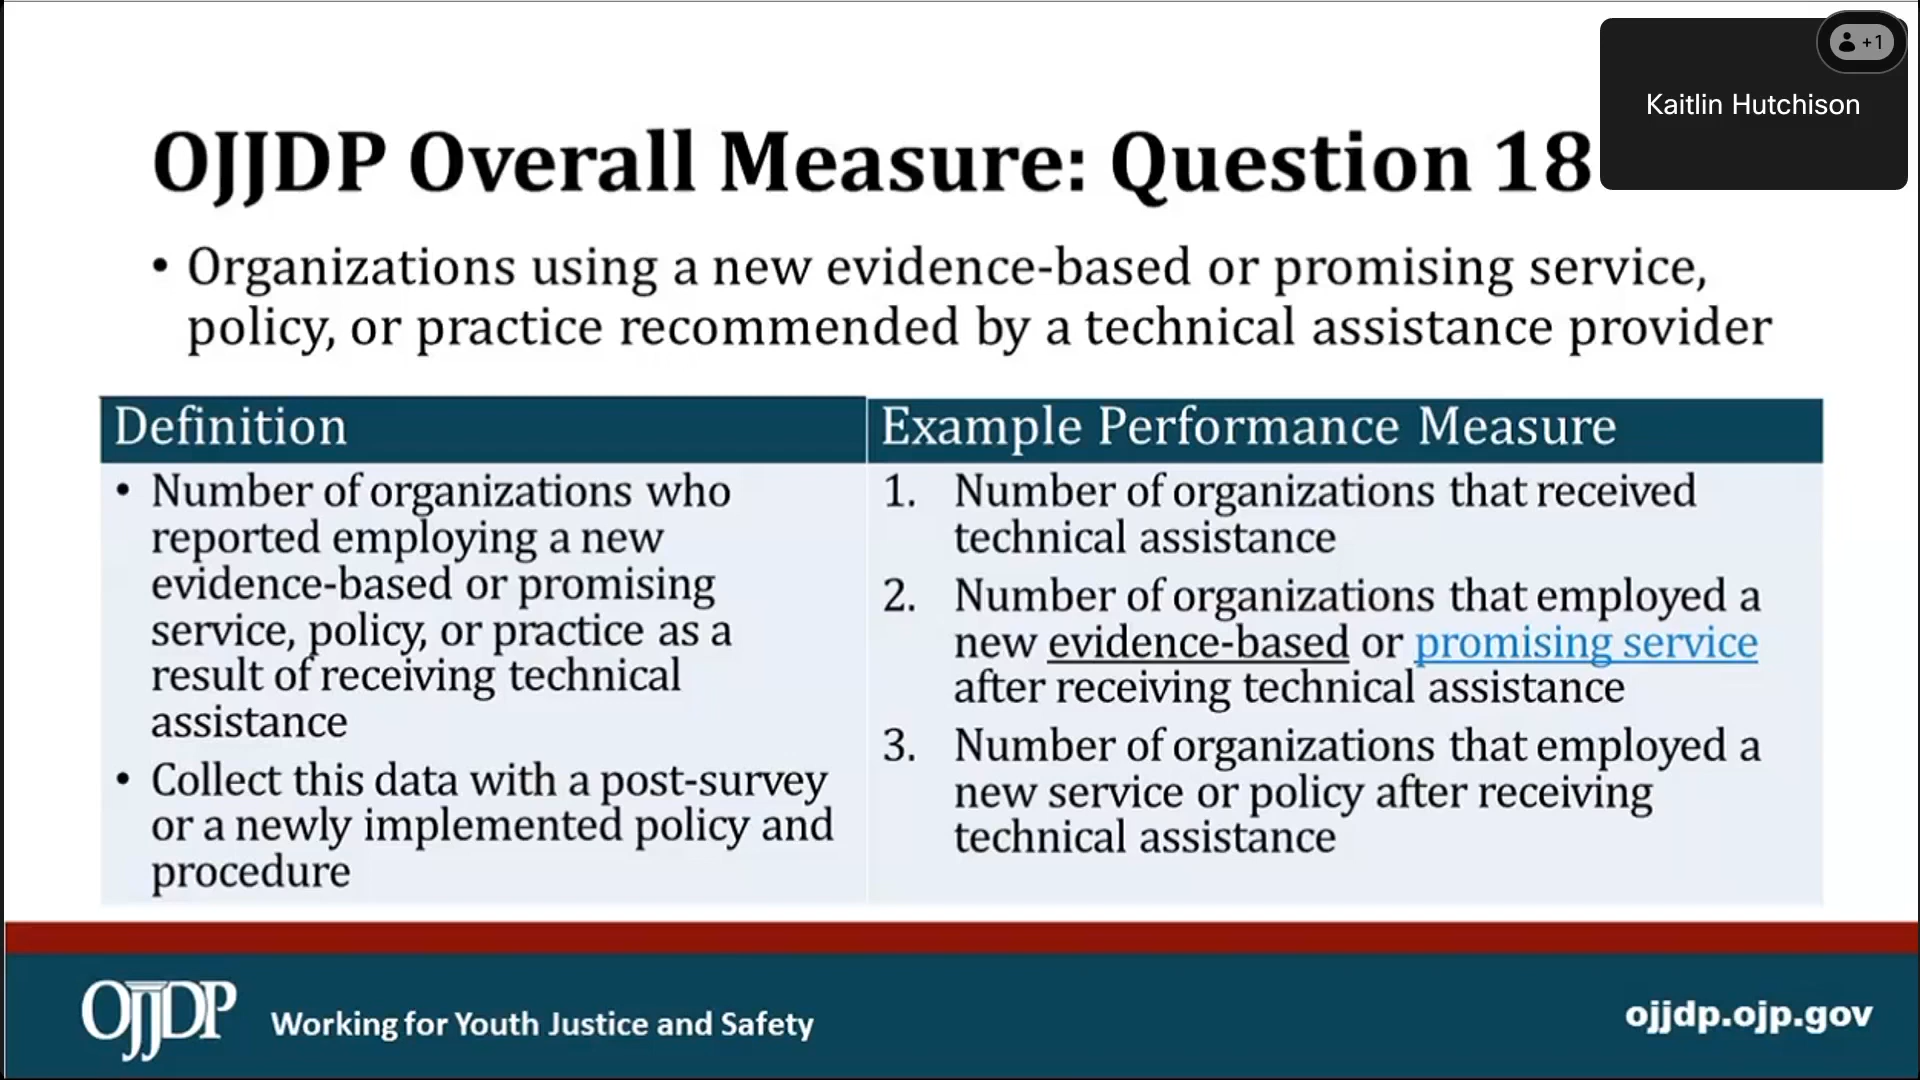 +1
Kaitlin Hutchison
OJJDP Overall Measure: Question 18
• Organizations using a new evidence-based or promising service,
policy, or practice recommended by a technical assistance provider
Definition
• Number of organizations who
reported employing a new
evidence-based or promising
service, policy, or practice as a
result of receiving technical
assistance
• Collect this data with a post-survey
or a newly implemented policy and
procedure
Example Performance Measure
1. Number of organizations that received
technical assistance
2. Number of organizations that employed a
new evidence-based or promising service
after receiving technical assistance
3. Number of organizations that employed a
new service or policy after receiving
technical assistance
OJJDP
Working for Youth Justice and Safety
ojjdp.ojp.gov